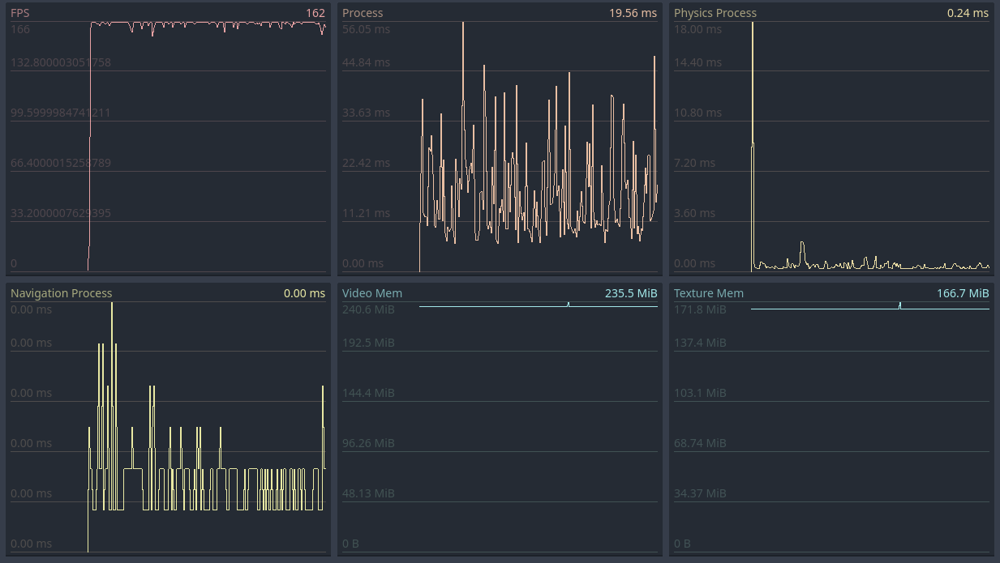 FPS 162
166
132.800003051758
99.5999984741211
66.4000015258789
33.2000007629395
0
Process 19.56 ms
56.05 ms
44.84 ms
33.63 ms
22.42 ms
11.21 ms
0.00 ms
Physics Process 0.24 ms
18.00 ms
14.40 ms
10.80 ms
7.20 ms
3.60 ms
0.00 ms
Navigation Process 0.00 ms
0.00 ms
0.00 ms
0.00 ms
0.00 ms
0.00 ms
0.00 ms
Video Mem 235.5 MiB
240.6 MiB
192.5 MiB
144.4 MiB
96.26 MiB
48.13 MiB
0 B
Texture Mem 166.7 MiB
171.8 MiB
137.4 MiB
103.1 MiB
68.74 MiB
34.37 MiB
0 B